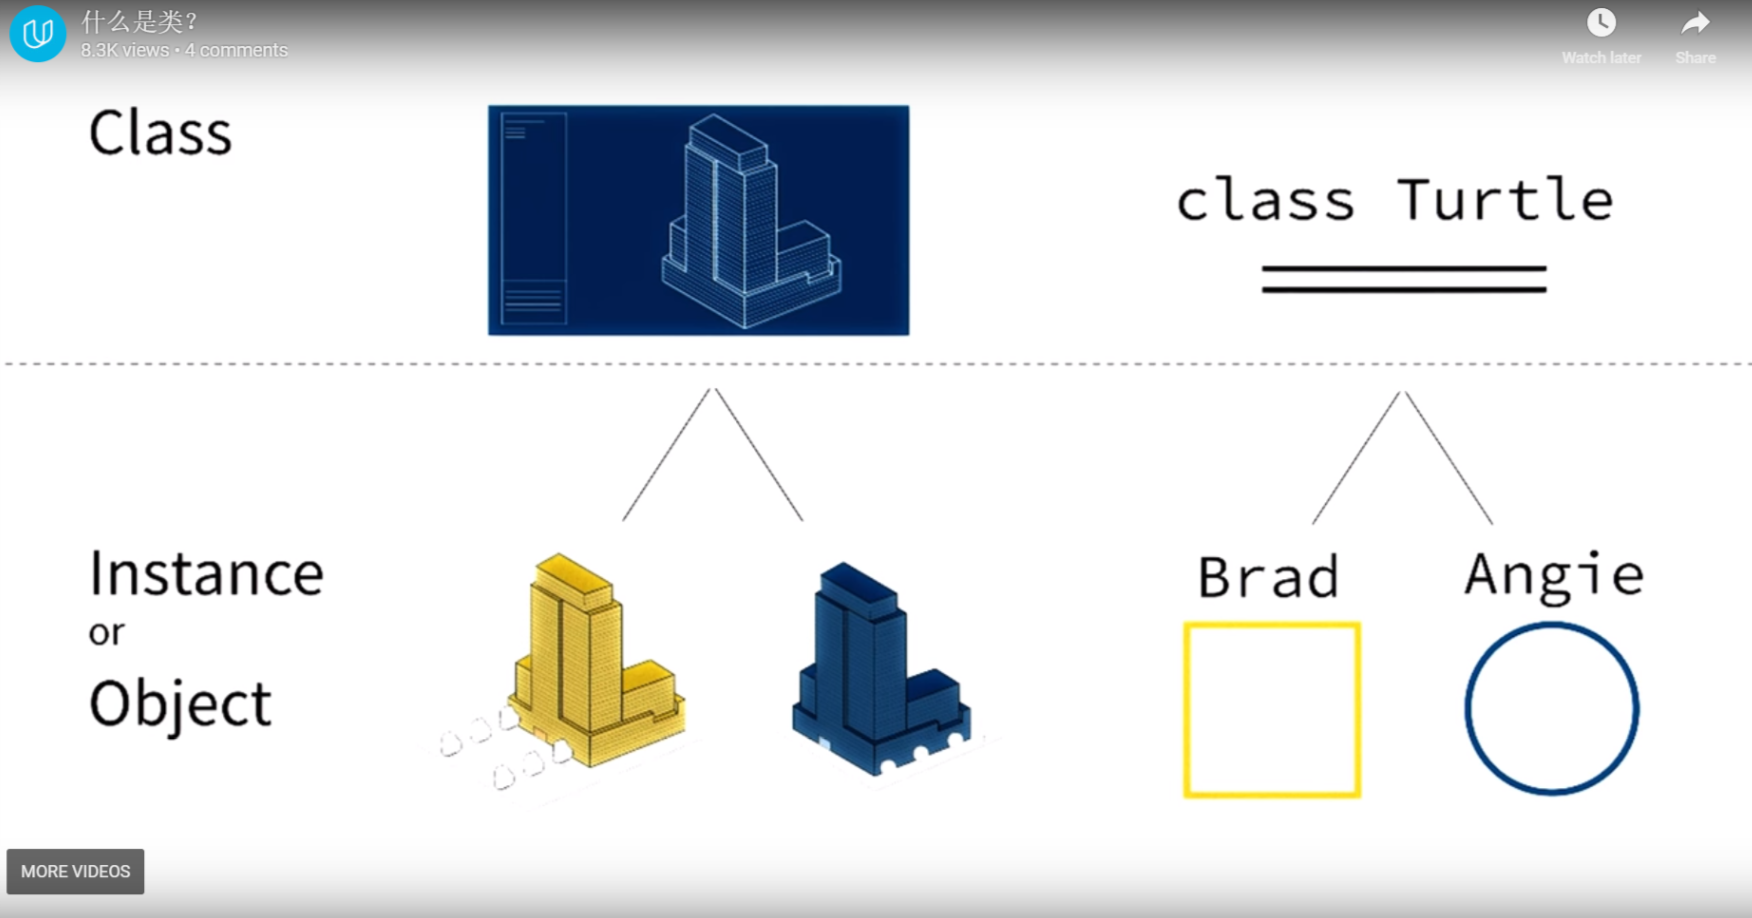 什么是类?
8.3K views • 4 comments
Watch later
Share
Class
class Turtle
Instance
or
Object
Brad
Angie
MORE VIDEOS